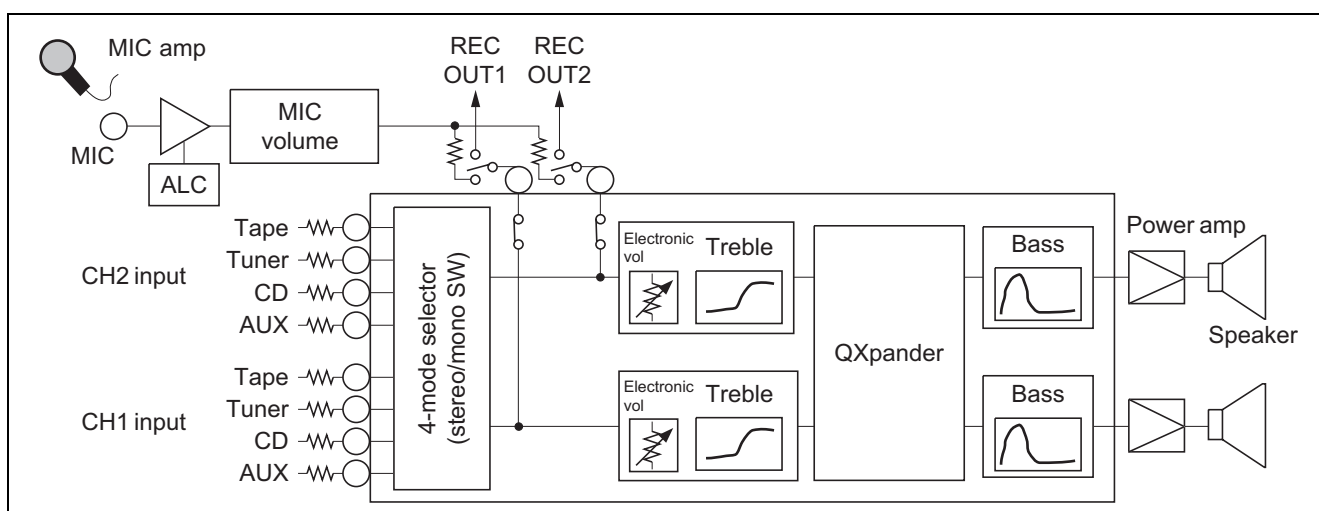 MIC amp
MIC
ALC
MIC
volume
REC
OUT1
REC
OUT2
CH2 input
Tape
Tuner
CD
AUX
CH1 input
Tape
Tuner
CD
AUX
4-mode selector
(stereo/mono SW)
Electronic
vol
Treble
Electronic
vol
Treble
QXpander
Bass
Bass
Power amp
Speaker